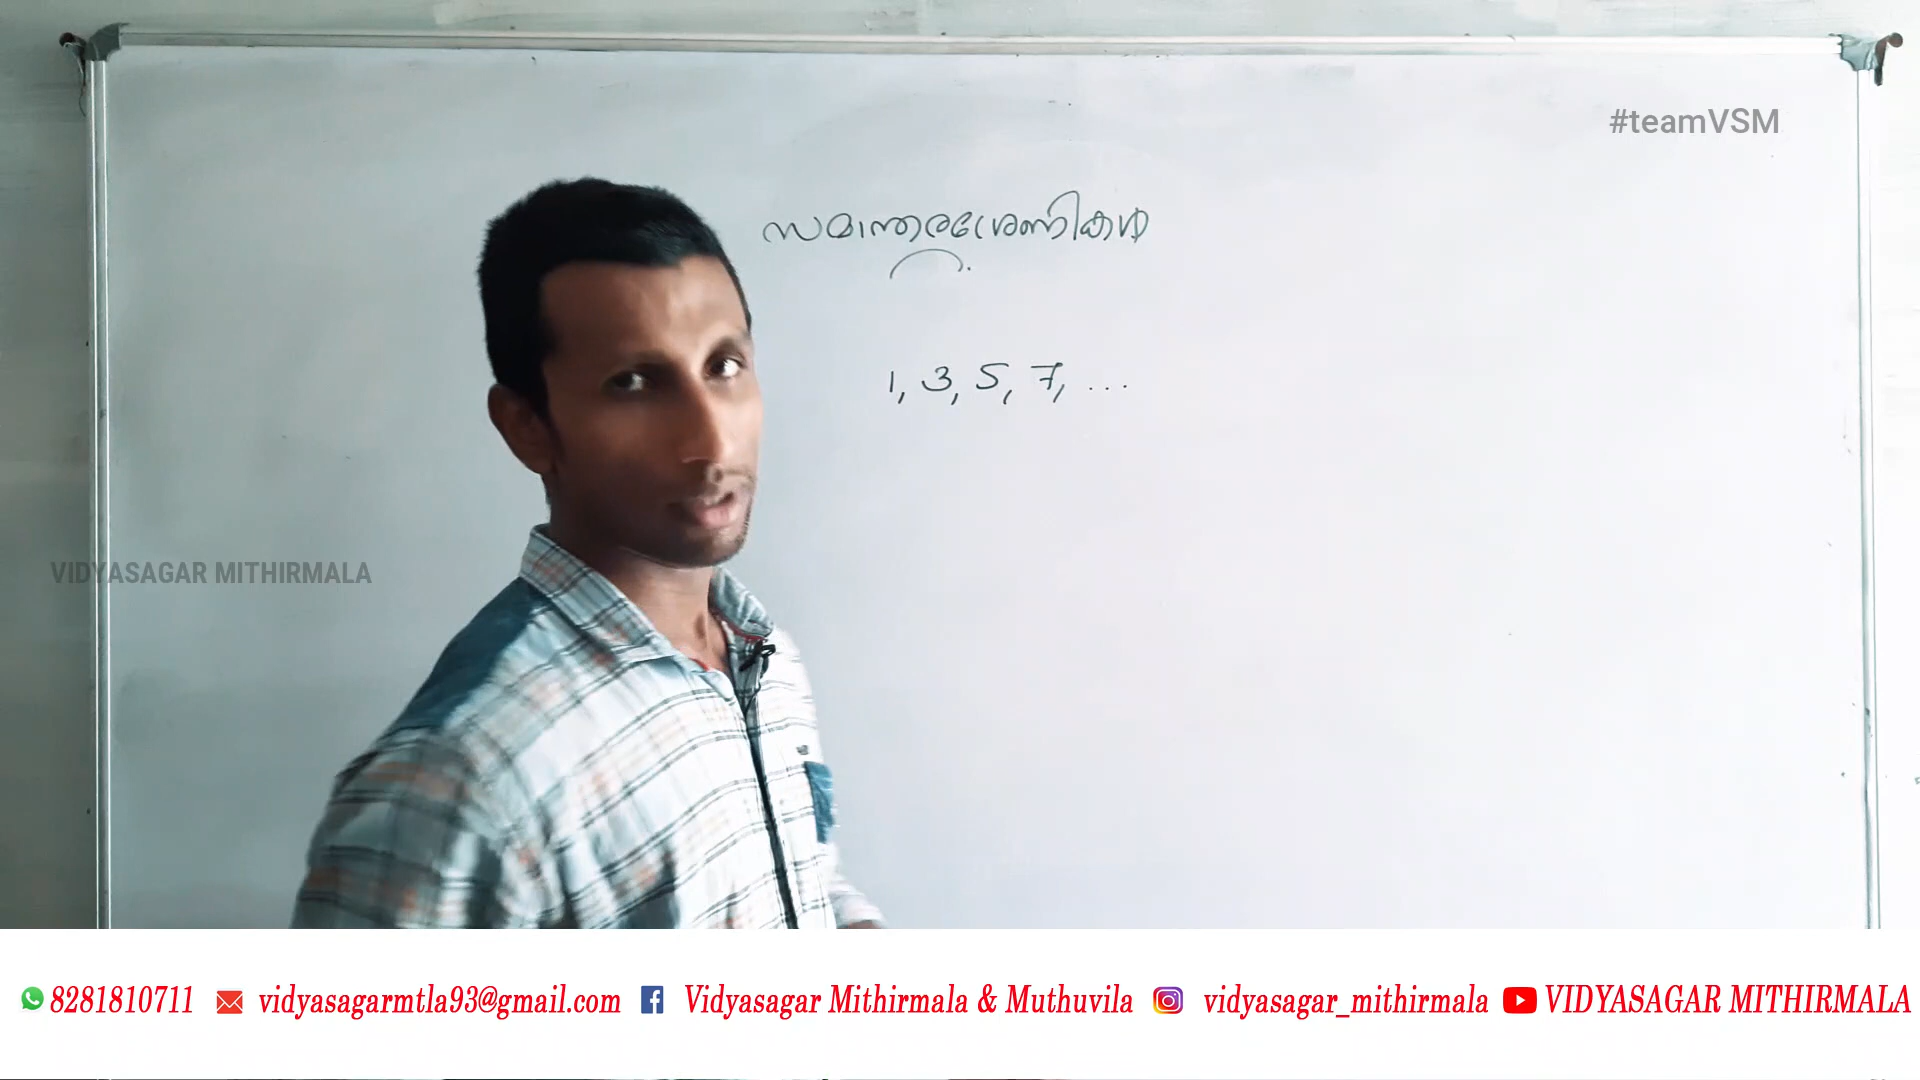 #teamVSM
സമാന്തരശ്രേണികൾ
1, 3, 5, 7, ...
VIDYASAGAR MITHIRMALA
8281810711 vidyasagarmtla93@gmail.com Vidyasagar Mithirmala & Muthuvila vidyasagar_mithirmala VIDYASAGAR MITHIRMALA